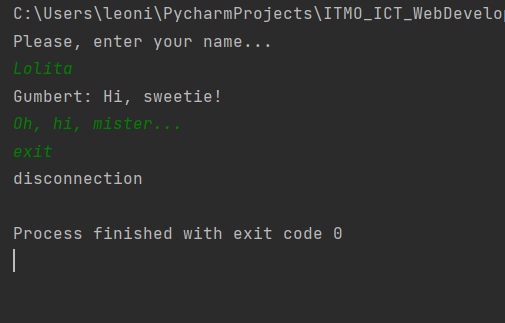 C:\Users\leoni\PycharmProjects\ITMO_ICT_WebDevelop
Please, enter your name...
Lolita
Gumbert: Hi, sweetie!
Oh, hi, mister...
exit
disconnection
Process finished with exit code 0